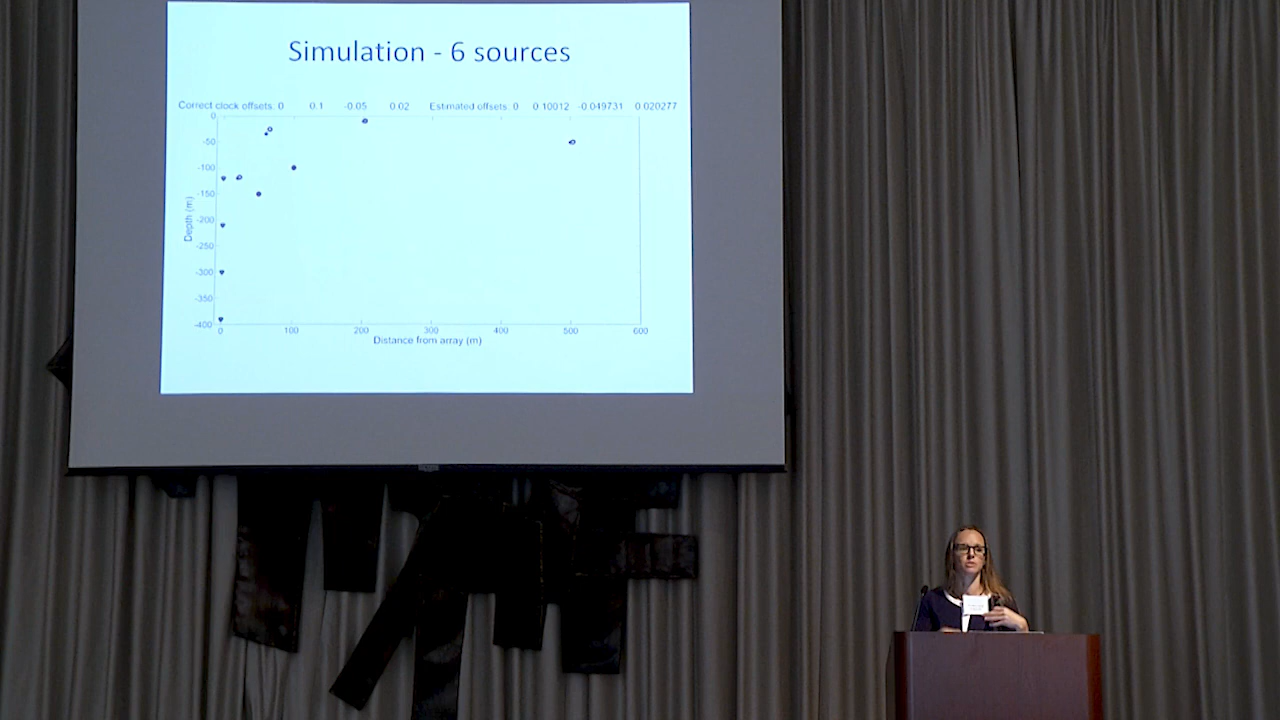 Simulation - 6 sources
Correct clock offsets: 0 0.1 -0.05 0.02 Estimated offsets: 0 0.10012 -0.049731 0.020277
0
-50
-100
-150
-200
-250
-300
-350
-400
Depth (m)
0 100 200 300 400 500 600
Distance from array (m)